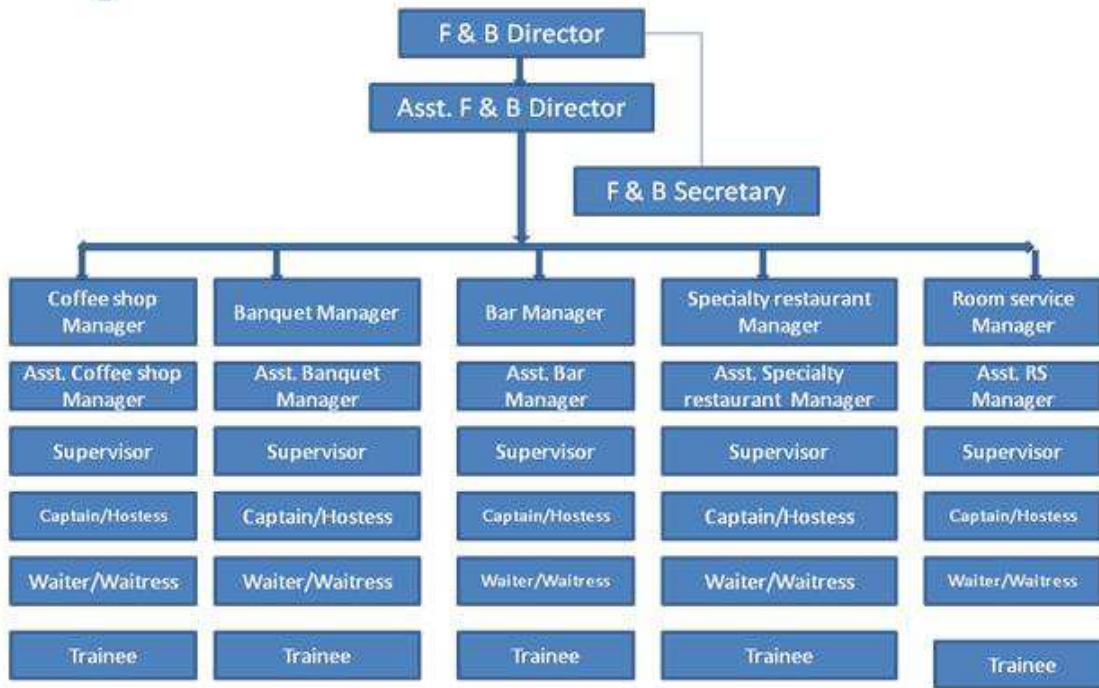 F & B Director
Asst. F & B Director
F & B Secretary
Coffee shop
Manager
Banquet Manager
Bar Manager
Specialty restaurant
Manager
Room service
Manager
Asst. Coffee shop
Manager
Asst. Banquet
Manager
Asst. Bar
Manager
Asst. Specialty
restaurant Manager
Asst. RS
Manager
Supervisor
Supervisor
Supervisor
Supervisor
Supervisor
Captain/Hostess
Captain/Hostess
Captain/Hostess
Captain/Hostess
Captain/Hostess
Waiter/Waitress
Waiter/Waitress
Waiter/Waitress
Waiter/Waitress
Waiter/Waitress
Trainee
Trainee
Trainee
Trainee
Trainee